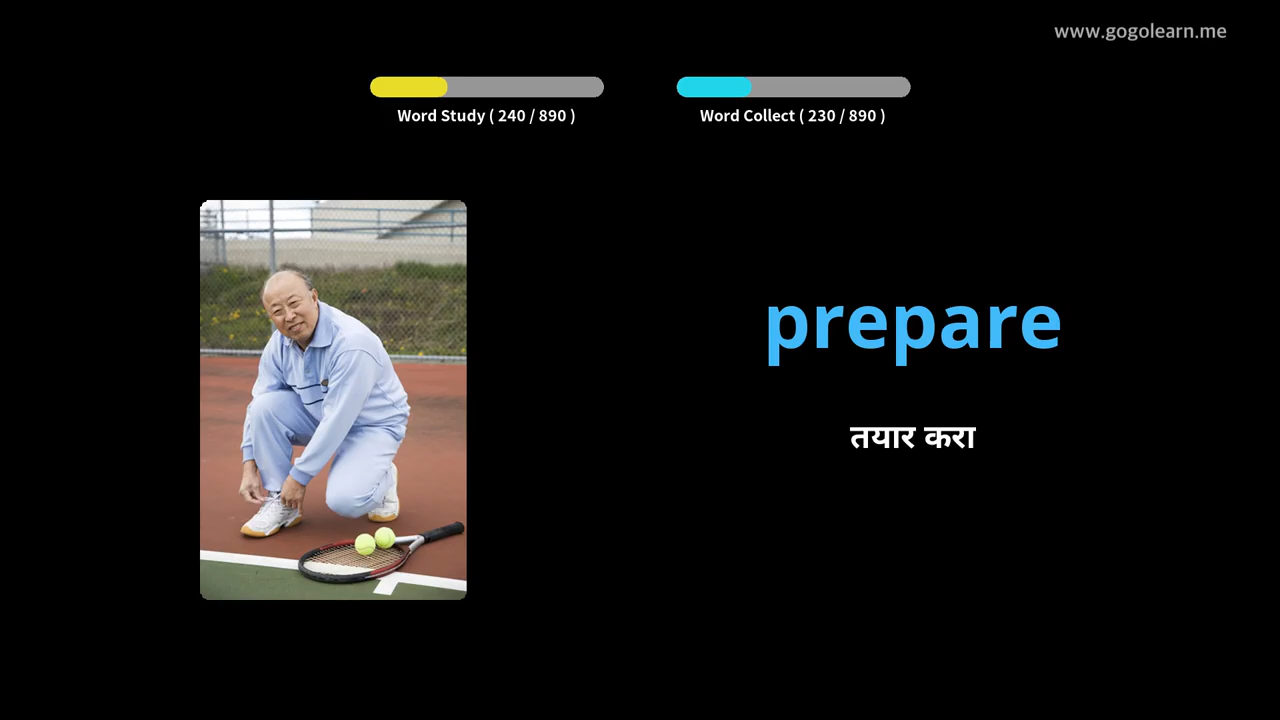 www.gogolearn.me
Word Study ( 240 / 890 )
Word Collect ( 230 / 890 )
prepare
तयार करा